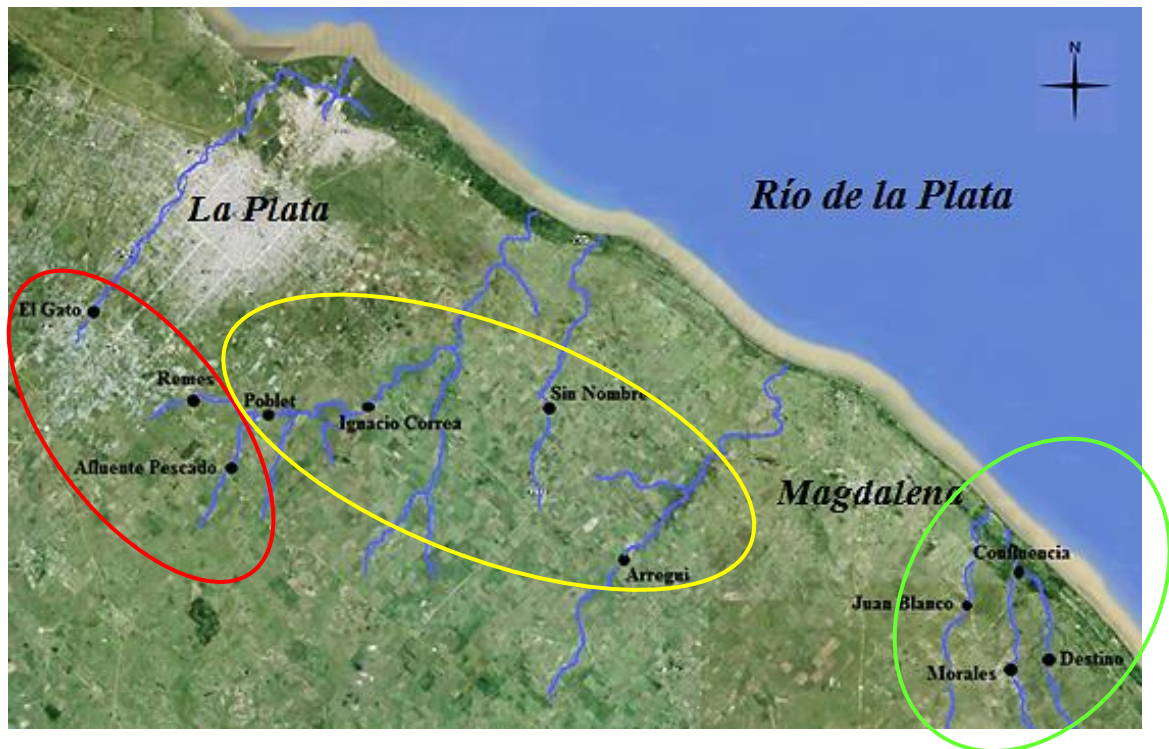 N
La Plata
Río de la Plata
El Gato
Remes
Poblet
Ignacio Correa
Sin Nombre
Afluente Pescado
Magdalena
Arregui
Confluencia
Juan Blanco
Morales
Destino